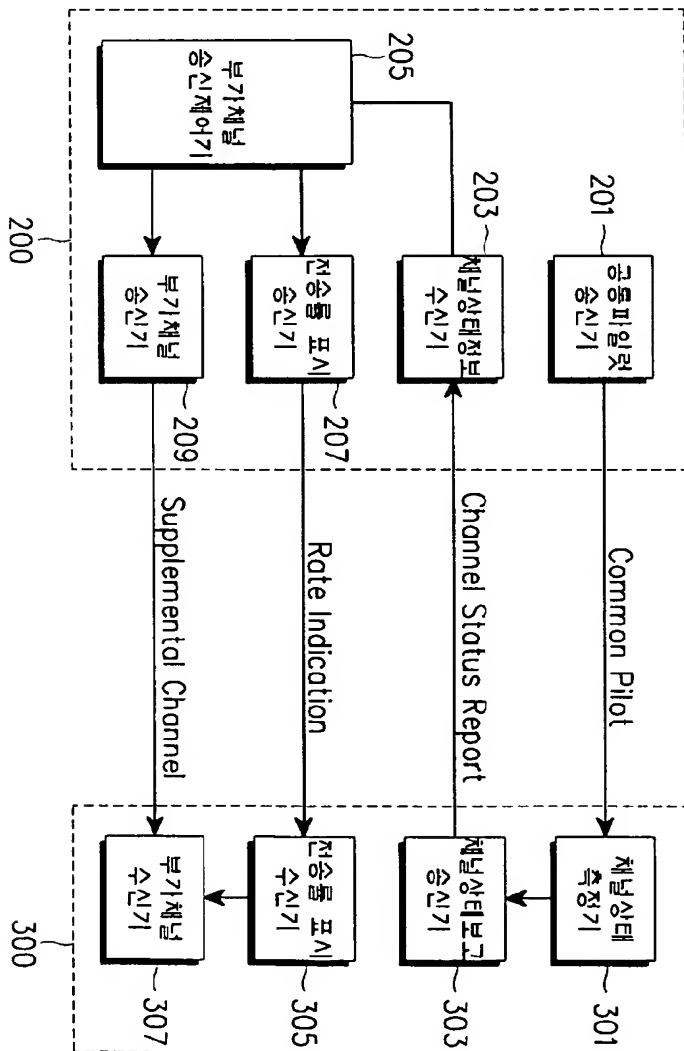 200
201
공통파일럿
송신기
203
채널상태정보
수신기
205
부가채널
송신제어기
207
전송률 표시
송신기
209
부가채널
송신기
Common Pilot
Channel Status Report
Rate Indication
Supplemental Channel
300
301
채널상태
측정기
303
채널상태보고
송신기
305
전송률 표시
수신기
307
부가채널
수신기